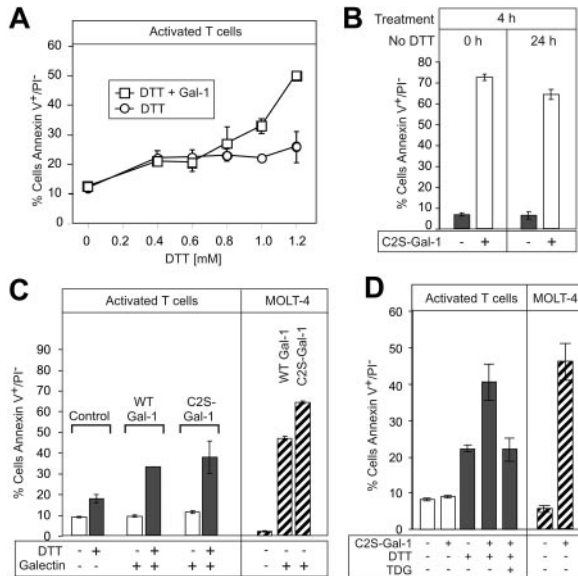 A
Activated T cells
% Cells Annexin V+/PI-
60
50
40
30
20
10
0
DTT + Gal-1
DTT
0 0.2 0.4 0.6 0.8 1.0 1.2
DTT [mM]
B
Treatment 4 h
No DTT 0 h 24 h
% Cells Annexin V+/PI-
80
70
60
50
40
30
20
10
0
C2S-Gal-1 - + - +
C
Activated T cells MOLT-4
% Cells Annexin V+/PI-
90
80
70
60
50
40
30
20
10
0
Control
WT Gal-1
C2S-Gal-1
WT Gal-1
C2S-Gal-1
DTT - + - + - + - - -
Galectin - - + + + + - + +
D
Activated T cells MOLT-4
% Cells Annexin V+/PI-
60
50
40
30
20
10
0
C2S-Gal-1 - + - + + - +
DTT - - + + + - -
TDG - - - - + - -